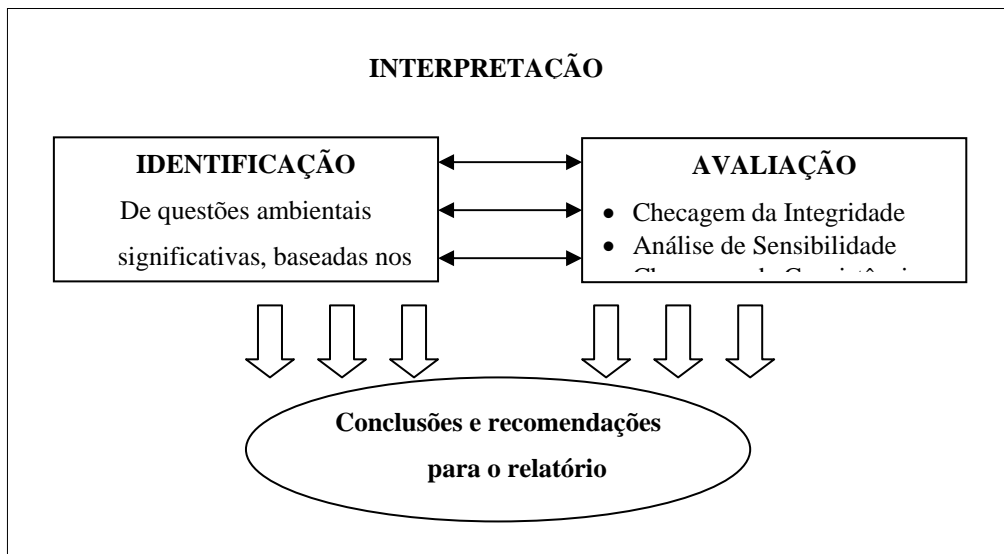 INTERPRETAÇÃO
IDENTIFICAÇÃO
De questões ambientais
significativas, baseadas nos
AVALIAÇÃO
• Checagem da Integridade
• Análise de Sensibilidade
Conclusões e recomendações
para o relatório